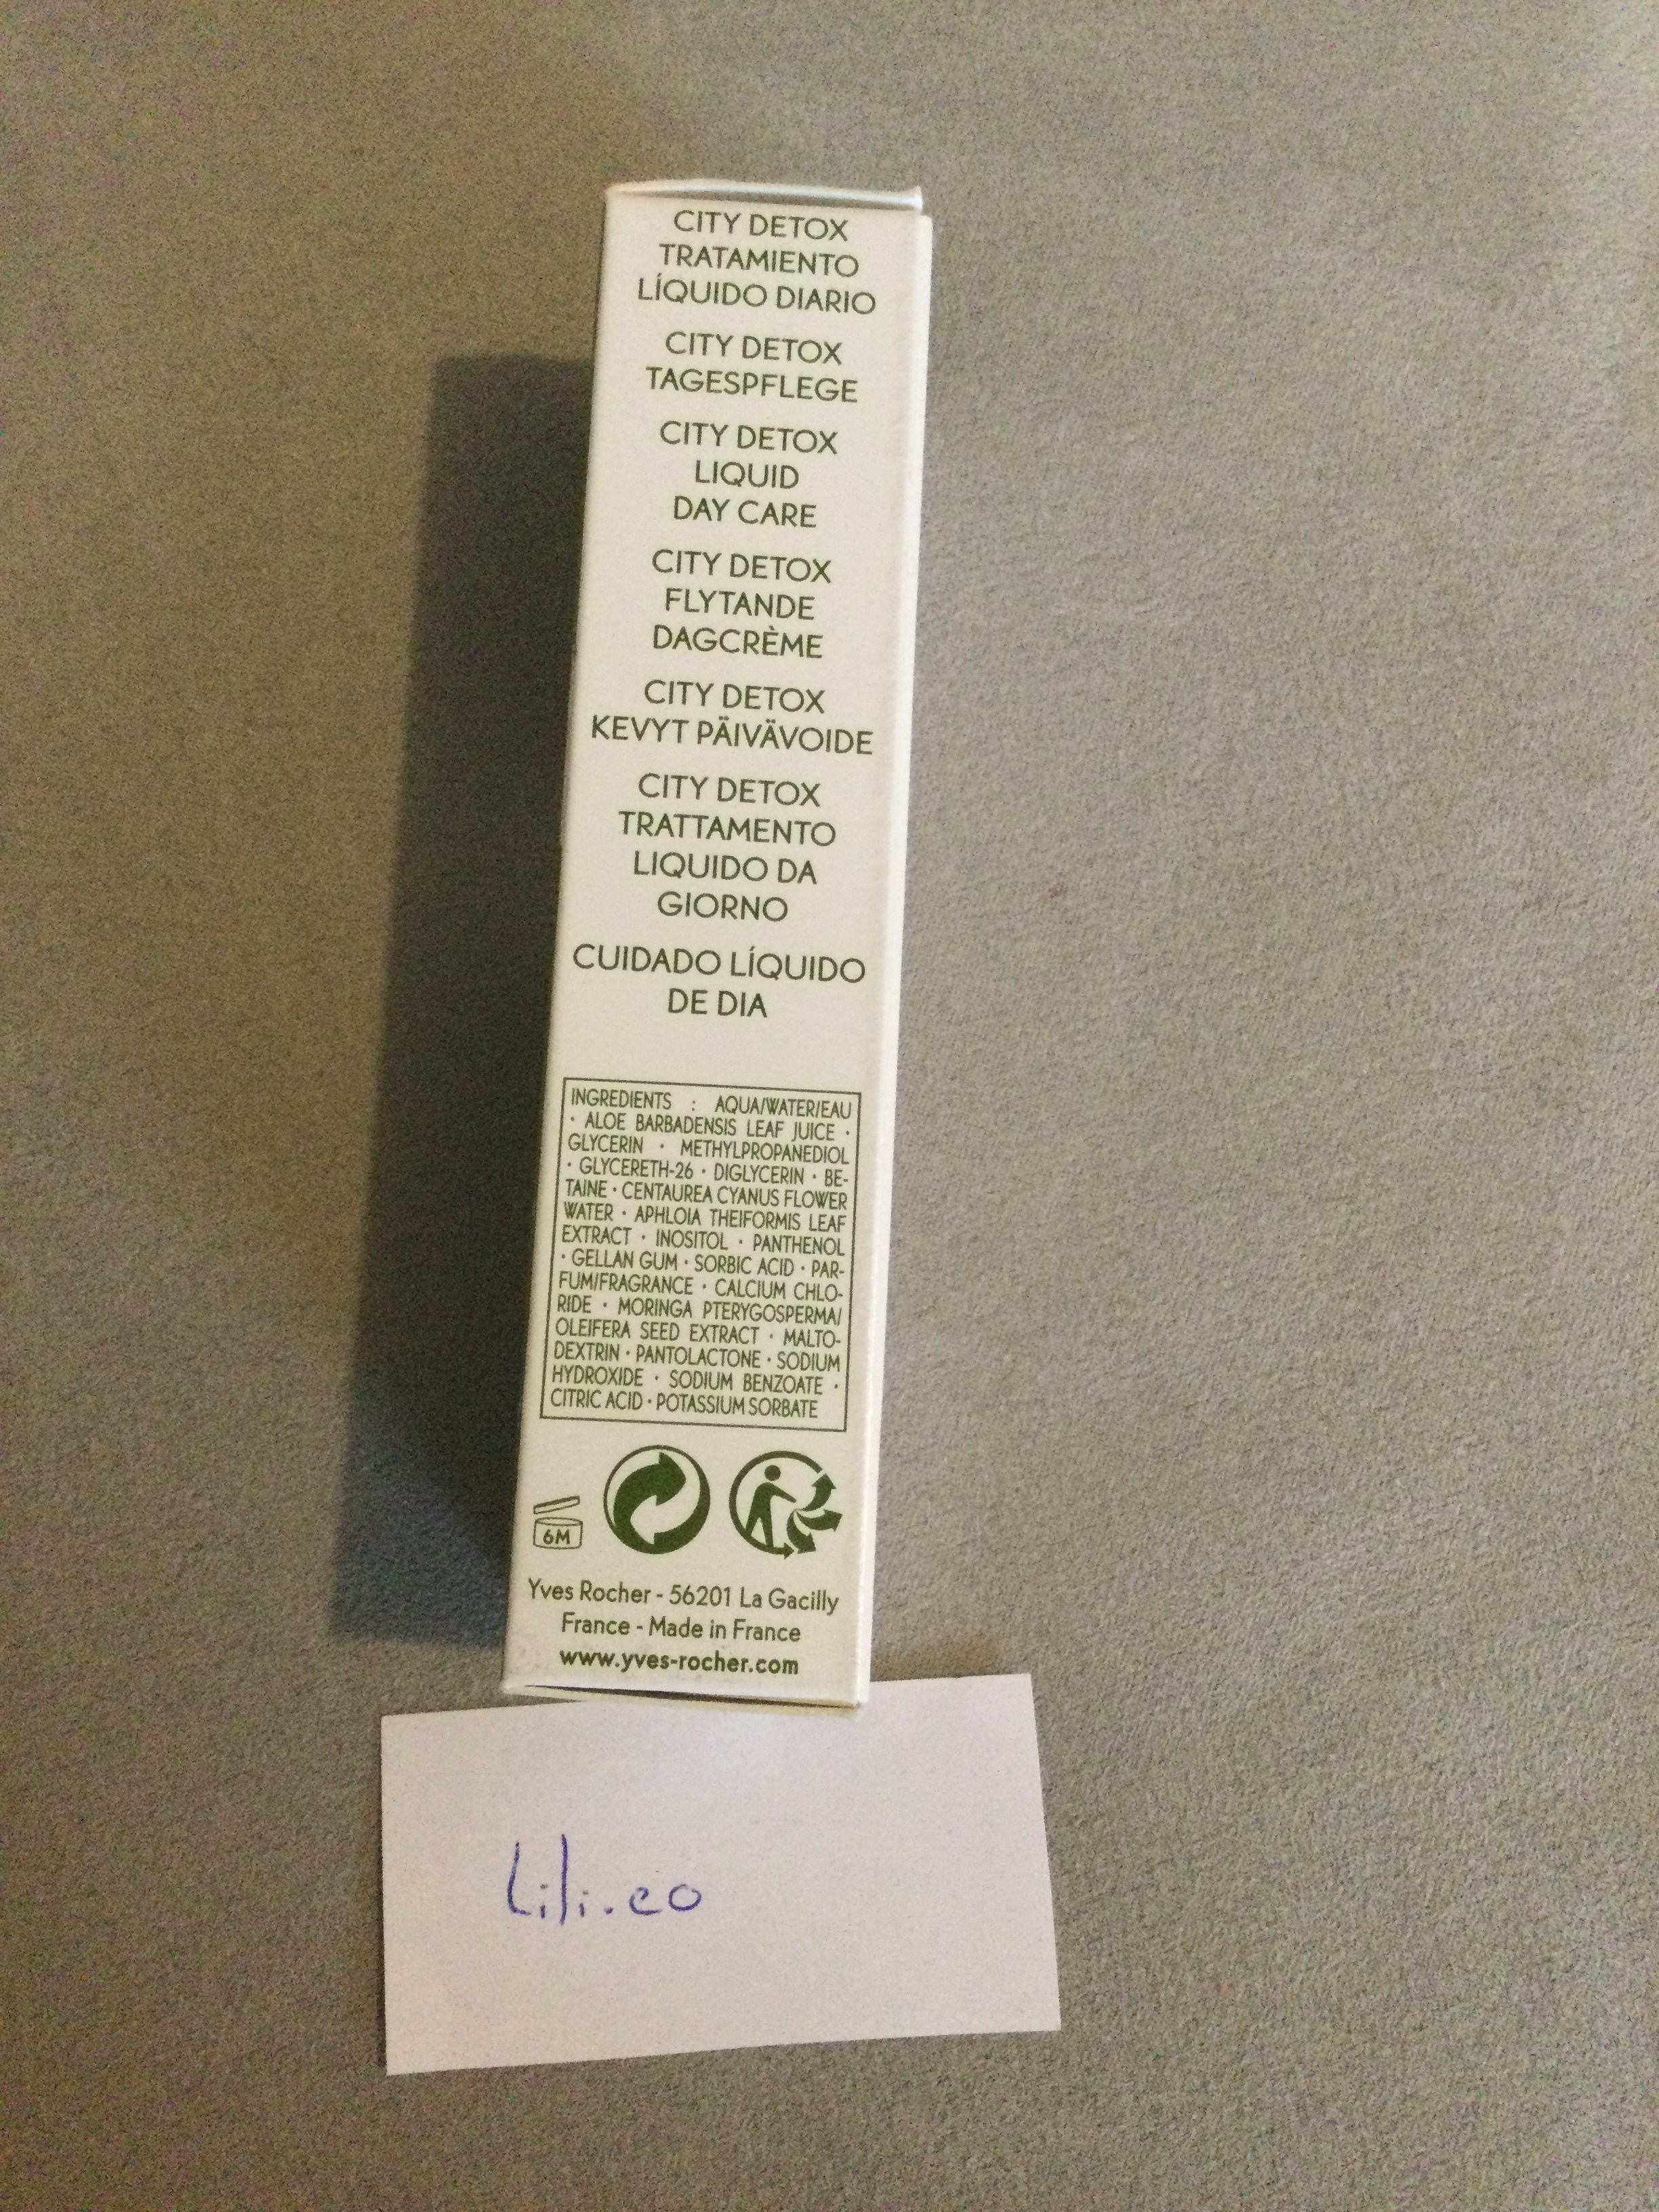 CITY DETOX
TRATAMIENTO
LÍQUIDO DIARIO
CITY DETOX
TAGESPFLEGE
CITY DETOX
LIQUID
DAY CARE
CITY DETOX
FLYTANDE
DAGCRÈME
CITY DETOX
KEVYT PÄIVÄVOIDE
CITY DETOX
TRATTAMENTO
LIQUIDO DA
GIORNO
CUIDADO LÍQUIDO
DE DIA
INGREDIENTS : AQUA/WATER/EAU
· ALOE BARBADENSIS LEAF JUICE ·
GLYCERIN · METHYLPROPANEDIOL
· GLYCERETH-26 · DIGLYCERIN · BE-
TAINE · CENTAUREA CYANUS FLOWER
WATER · APHLOIA THEIFORMIS LEAF
EXTRACT · INOSITOL · PANTHENOL
· GELLAN GUM · SORBIC ACID · PAR-
FUM/FRAGRANCE · CALCIUM CHLO-
RIDE · MORINGA PTERYGOSPERMA/
OLEIFERA SEED EXTRACT · MALTO-
DEXTRIN · PANTOLACTONE · SODIUM
HYDROXIDE · SODIUM BENZOATE ·
CITRIC ACID · POTASSIUM SORBATE
6M
Yves Rocher - 56201 La Gacilly
France - Made in France
www.yves-rocher.com
Lili.eo